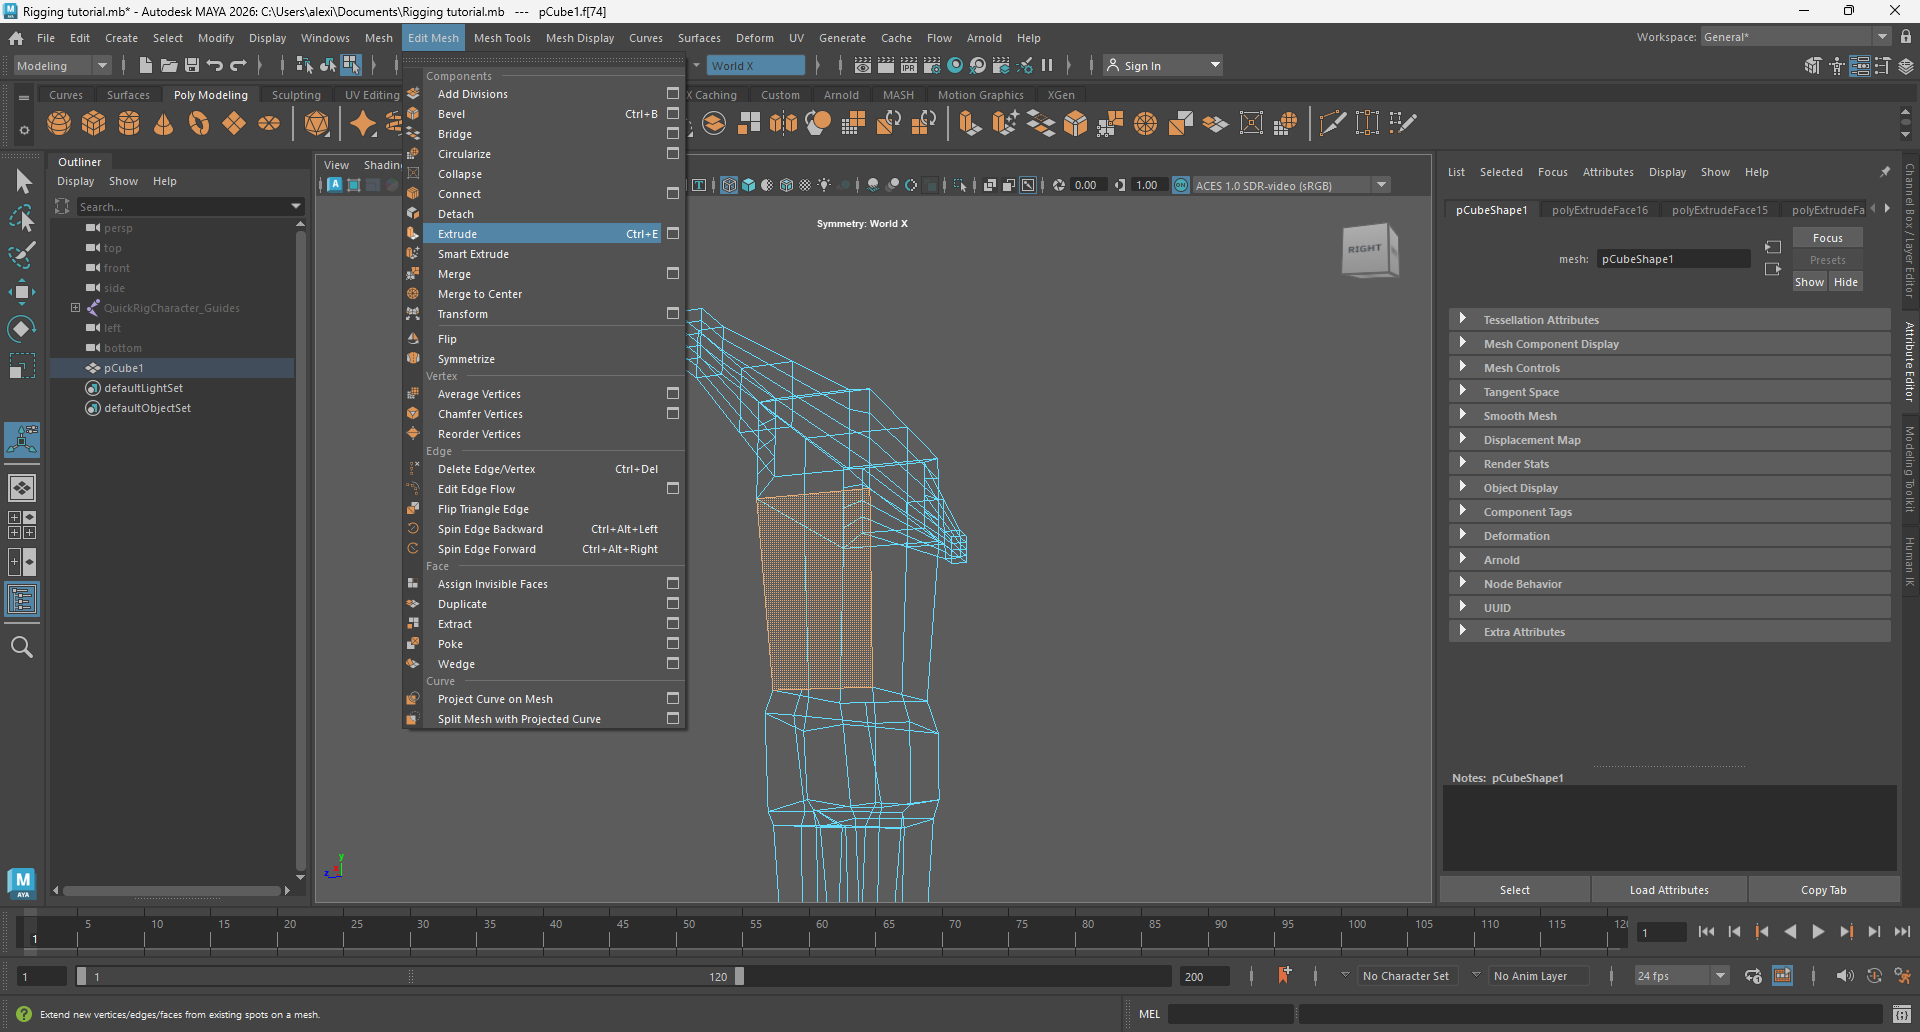 Rigging tutorial.mb* - Autodesk MAYA 2026: C:\Users\alexi\Documents\Rigging tutorial.mb --- pCube1.f[74]
File Edit Create Select Modify Display Windows Mesh Edit Mesh Mesh Tools Mesh Display Curves Surfaces Deform UV Generate Cache Flow Arnold Help
Workspace: General*
Modeling
World X
IPR
Sign In
Curves Surfaces Poly Modeling Sculpting UV Editing
X Caching Custom Arnold MASH Motion Graphics XGen
Outliner
Display Show Help
Search...
persp
top
front
side
QuickRigCharacter_Guides
left
bottom
pCube1
defaultLightSet
defaultObjectSet
View
Components
Add Divisions
Bevel Ctrl+B
Bridge
Circularize
Collapse
Connect
Detach
Extrude Ctrl+E
Smart Extrude
Merge
Merge to Center
Transform
Flip
Symmetrize
Vertex
Average Vertices
Chamfer Vertices
Reorder Vertices
Edge
Delete Edge/Vertex Ctrl+Del
Edit Edge Flow
Flip Triangle Edge
Spin Edge Backward Ctrl+Alt+Left
Spin Edge Forward Ctrl+Alt+Right
Face
Assign Invisible Faces
Duplicate
Extract
Poke
Wedge
Curve
Project Curve on Mesh
Split Mesh with Projected Curve
0.00
1.00
ACES 1.0 SDR-video (sRGB)
Symmetry: World X
RIGHT
y
z
List Selected Focus Attributes Display Show Help
pCubeShape1 polyExtrudeFace16 polyExtrudeFace15 polyExtrudeFa
mesh: pCubeShape1
Focus
Presets
Show Hide
Tessellation Attributes
Mesh Component Display
Mesh Controls
Tangent Space
Smooth Mesh
Displacement Map
Render Stats
Object Display
Component Tags
Deformation
Arnold
Node Behavior
UUID
Extra Attributes
Notes: pCubeShape1
Select Load Attributes Copy Tab
Channel Box / Layer Editor
Attribute Editor
Modeling Toolkit
Human IK
M
AYA
1 5 10 15 20 25 30 35 40 45 50 55 60 65 70 75 80 85 90 95 100 105 110 115
1
1
1
120
200
No Character Set
No Anim Layer
24 fps
Extend new vertices/edges/faces from existing spots on a mesh.
MEL